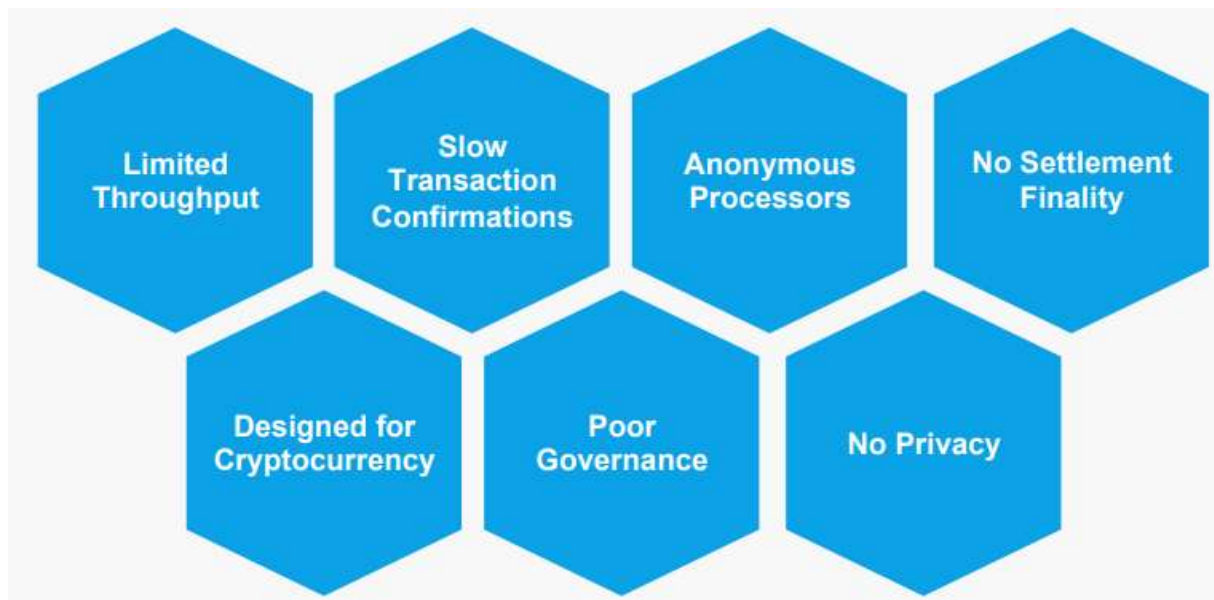 Limited
Throughput
Slow
Transaction
Confirmations
Anonymous
Processors
No Settlement
Finality
Designed for
Cryptocurrency
Poor
Governance
No Privacy